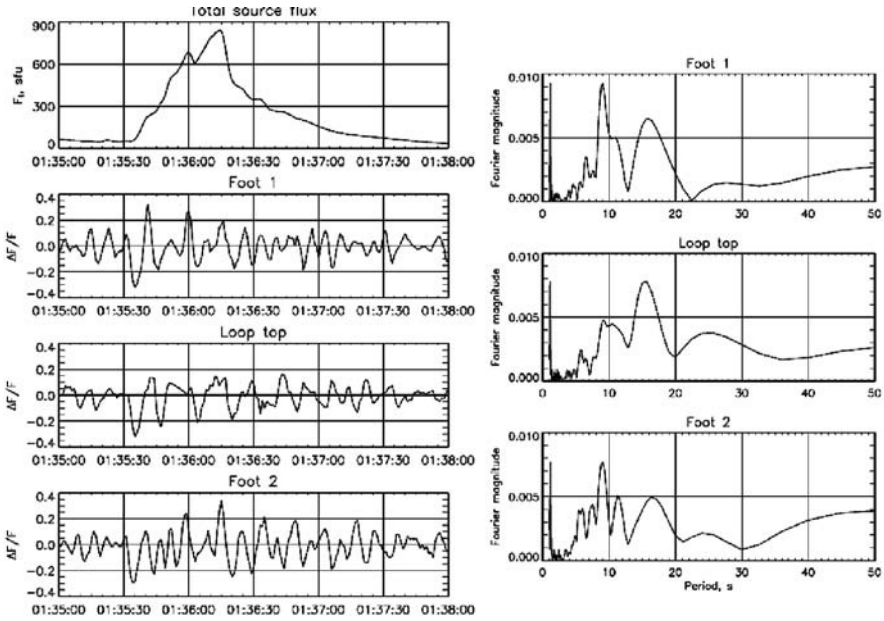 Total source flux
F_I, sfu
900
600
300
0
01:35:00 01:35:30 01:36:00 01:36:30 01:37:00 01:37:30 01:38:00
Foot 1
ΔF/F
0.4
0.2
0.0
-0.2
-0.4
01:35:00 01:35:30 01:36:00 01:36:30 01:37:00 01:37:30 01:38:00
Loop top
ΔF/F
0.4
0.2
0.0
-0.2
-0.4
01:35:00 01:35:30 01:36:00 01:36:30 01:37:00 01:37:30 01:38:00
Foot 2
ΔF/F
0.4
0.2
0.0
-0.2
-0.4
01:35:00 01:35:30 01:36:00 01:36:30 01:37:00 01:37:30 01:38:00
Foot 1
Fourier magnitude
0.010
0.005
0.000
0 10 20 30 40 50
Loop top
Fourier magnitude
0.010
0.005
0.000
0 10 20 30 40 50
Foot 2
Fourier magnitude
0.010
0.005
0.000
0 10 20 30 40 50
Period, s